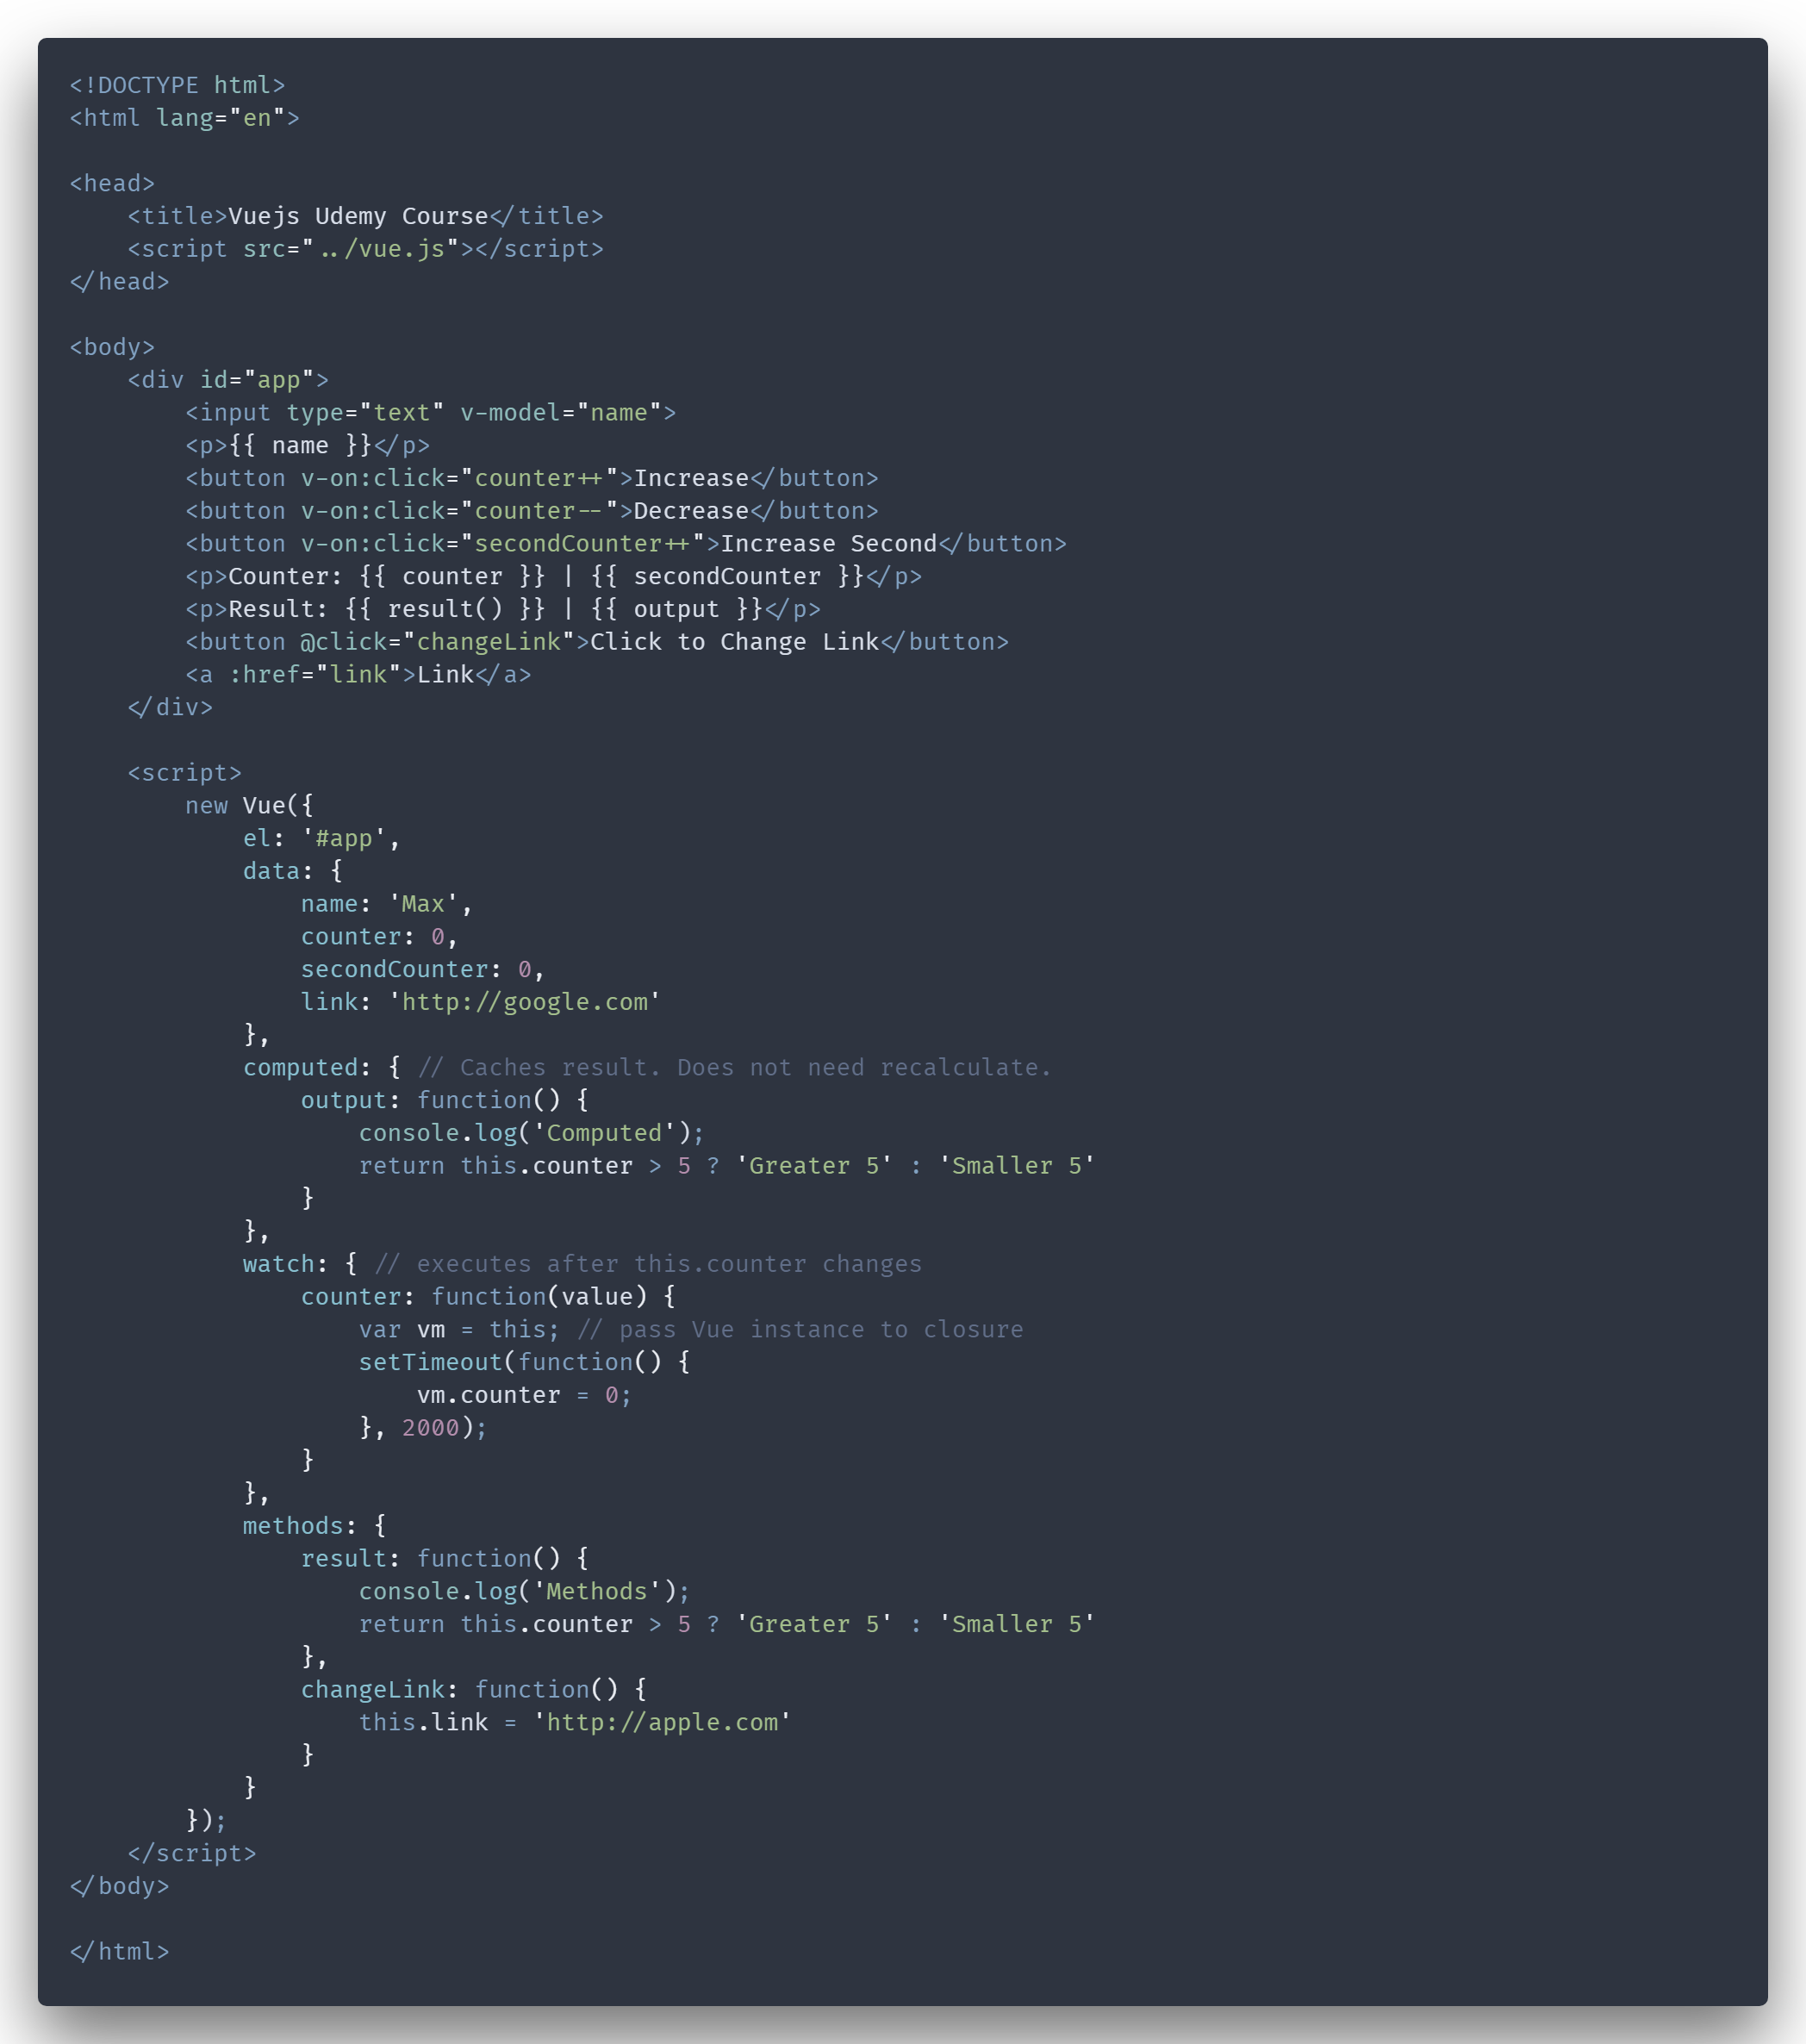 <!DOCTYPE html>
<html lang="en">

<head>
    <title>Vuejs Udemy Course</title>
    <script src="../vue.js"></script>
</head>

<body>
    <div id="app">
        <input type="text" v-model="name">
        <p>{{ name }}</p>
        <button v-on:click="counter++">Increase</button>
        <button v-on:click="counter--">Decrease</button>
        <button v-on:click="secondCounter++">Increase Second</button>
        <p>Counter: {{ counter }} | {{ secondCounter }}</p>
        <p>Result: {{ result() }} | {{ output }}</p>
        <button @click="changeLink">Click to Change Link</button>
        <a :href="link">Link</a>
    </div>

    <script>
        new Vue({
            el: '#app',
            data: {
                name: 'Max',
                counter: 0,
                secondCounter: 0,
                link: 'http://google.com'
            },
            computed: { // Caches result. Does not need recalculate.
                output: function() {
                    console.log('Computed');
                    return this.counter > 5 ? 'Greater 5' : 'Smaller 5'
                }
            },
            watch: { // executes after this.counter changes
                counter: function(value) {
                    var vm = this; // pass Vue instance to closure
                    setTimeout(function() {
                        vm.counter = 0;
                    }, 2000);
                }
            },
            methods: {
                result: function() {
                    console.log('Methods');
                    return this.counter > 5 ? 'Greater 5' : 'Smaller 5'
                },
                changeLink: function() {
                    this.link = 'http://apple.com'
                }
            }
        });
    </script>
</body>

</html>